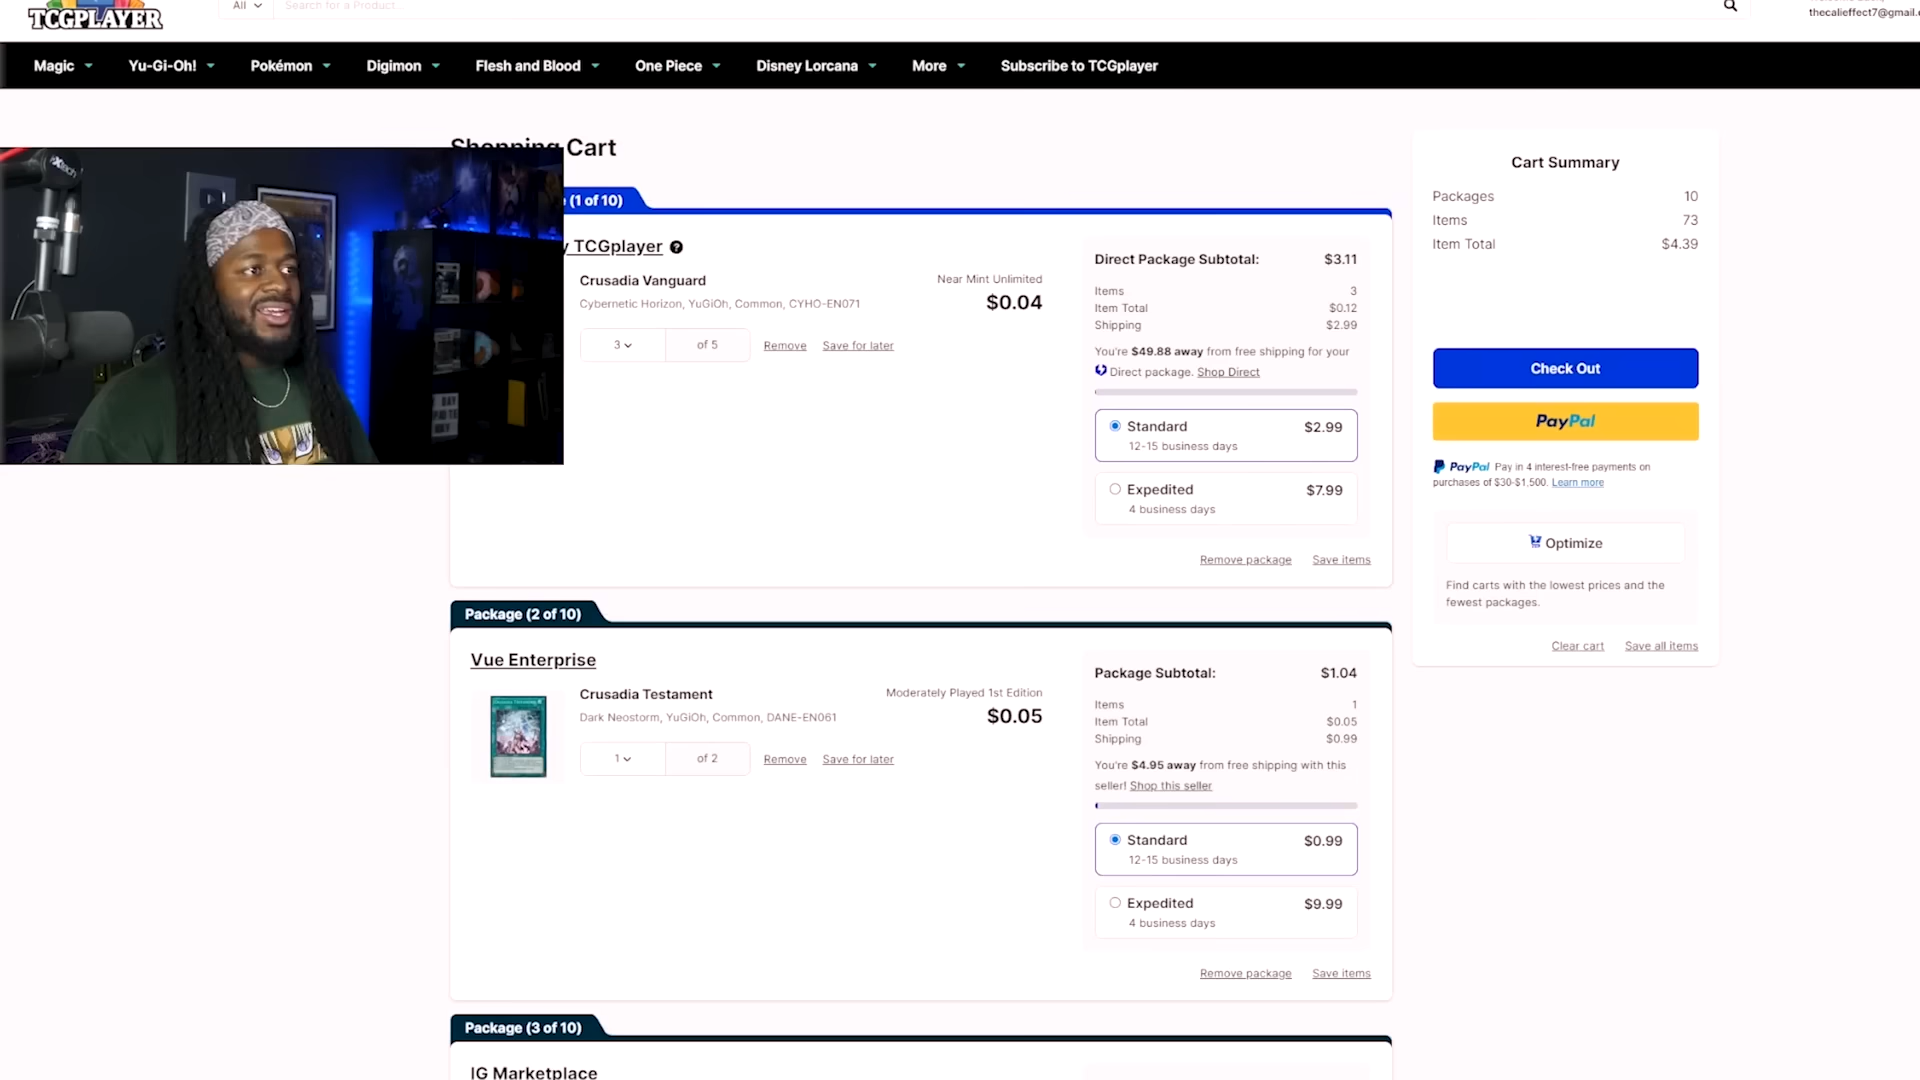 TCGPLAYER
All
Search for a Product...
thecalieffect7@gmail.
Magic
Yu-Gi-Oh!
Pokémon
Digimon
Flesh and Blood
One Piece
Disney Lorcana
More
Subscribe to TCGplayer
Shopping Cart
(1 of 10)
y TCGplayer
Crusadia Vanguard
Cybernetic Horizon, YuGiOh, Common, CYHO-EN071
Near Mint Unlimited
$0.04
3
of 5
Remove
Save for later
Direct Package Subtotal: $3.11
Items 3
Item Total $0.12
Shipping $2.99
You're $49.88 away from free shipping for your
Direct package. Shop Direct
Standard $2.99
12-15 business days
Expedited $7.99
4 business days
Remove package
Save items
Package (2 of 10)
Vue Enterprise
Crusadia Testament
Dark Neostorm, YuGiOh, Common, DANE-EN061
Moderately Played 1st Edition
$0.05
1
of 2
Remove
Save for later
Package Subtotal: $1.04
Items 1
Item Total $0.05
Shipping $0.99
You're $4.95 away from free shipping with this
seller! Shop this seller
Standard $0.99
12-15 business days
Expedited $9.99
4 business days
Remove package
Save items
Package (3 of 10)
IG Marketplace
Cart Summary
Packages 10
Items 73
Item Total $4.39
Check Out
PayPal
PayPal Pay in 4 interest-free payments on
purchases of $30-$1,500. Learn more
Optimize
Find carts with the lowest prices and the
fewest packages.
Clear cart
Save all items